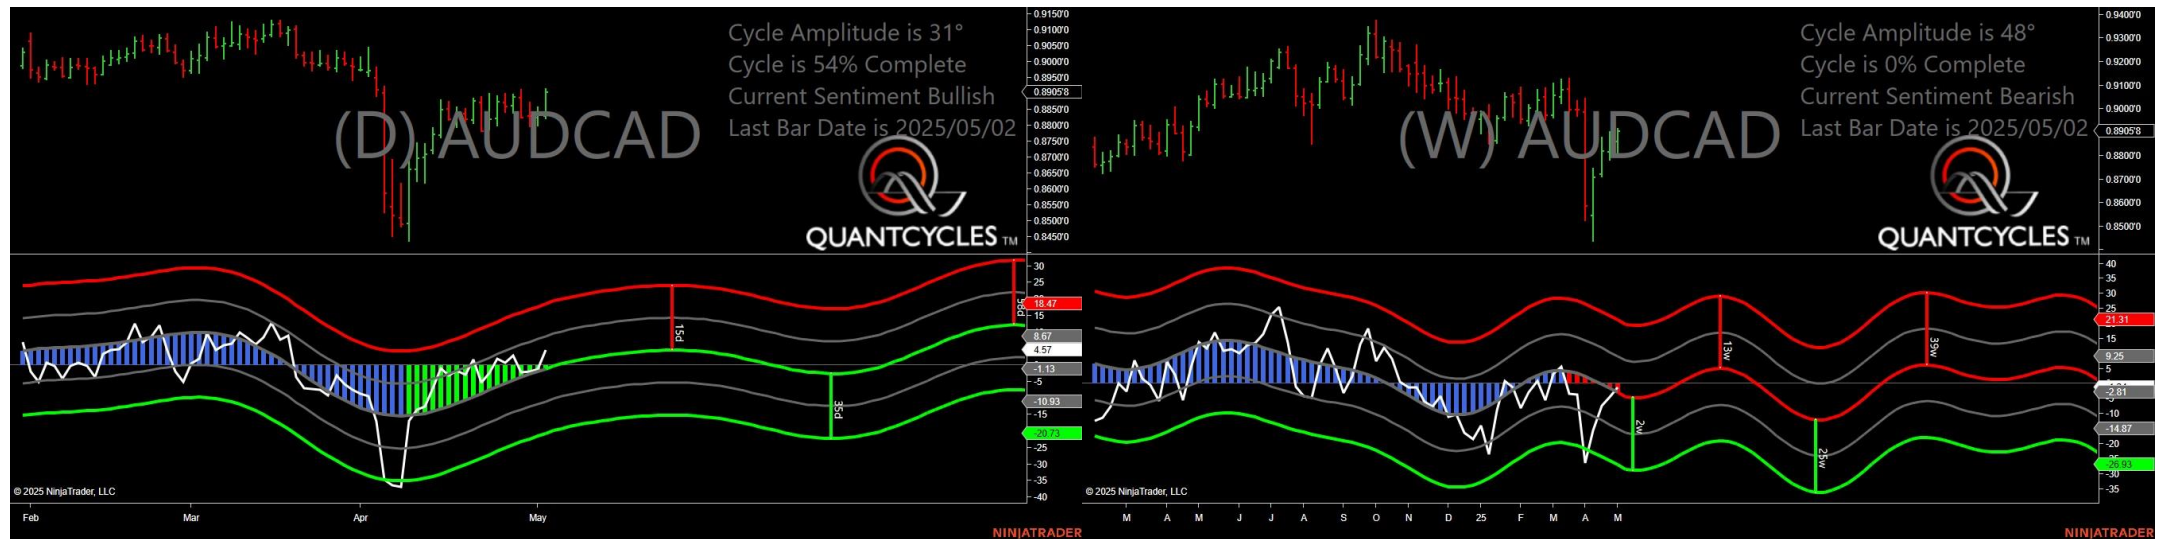 Cycle Amplitude is 31°
Cycle is 54% Complete
Current Sentiment Bullish
Last Bar Date is 2025/05/02
(D) AUDCAD
QUANTCYCLES TM
0.9150'0
0.9100'0
0.9050'0
0.9000'0
0.8950'0
0.8905'8
0.8850'0
0.8800'0
0.8750'0
0.8700'0
0.8650'0
0.8600'0
0.8550'0
0.8500'0
0.8450'0
15d
35d
30
25
18.47
15
8.67
4.57
-1.13
-5
-10.93
-15
-20.73
-25
-30
-35
-40
© 2025 NinjaTrader, LLC
Feb Mar Apr May
NINJATRADER
Cycle Amplitude is 48°
Cycle is 0% Complete
Current Sentiment Bearish
Last Bar Date is 2025/05/02
(W) AUDCAD
QUANTCYCLES TM
0.9400'0
0.9300'0
0.9200'0
0.9100'0
0.9000'0
0.8905'8
0.8800'0
0.8700'0
0.8600'0
0.8500'0
2w
13w
25w
39w
40
35
30
25
21.31
15
9.25
5
-2.81
-10
-14.87
-20
-26.93
-30
-35
© 2025 NinjaTrader, LLC
M A M J J A S O N D 25 F M A M
NINJATRADER